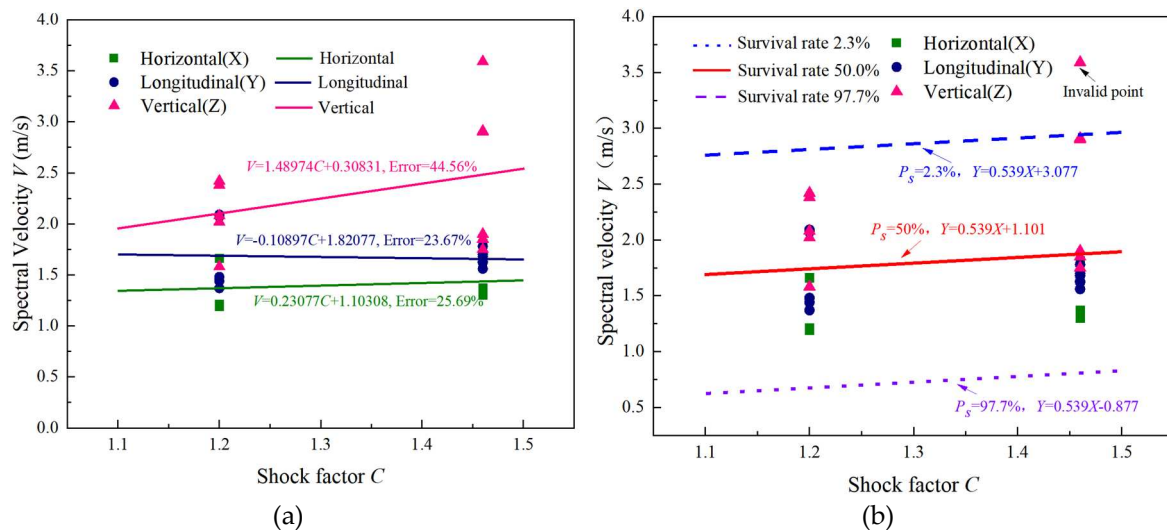 4.0
3.5
3.0
2.5
2.0
1.5
1.0
0.5
0.0
Spectral Velocity V (m/s)
Horizontal(X)
Longitudinal(Y)
Vertical(Z)
Horizontal
Longitudinal
Vertical
V=1.48974C+0.30831, Error=44.56%
V=-0.10897C+1.82077, Error=23.67%
V=0.23077C+1.10308, Error=25.69%
1.1 1.2 1.3 1.4 1.5
Shock factor C
(a)
4.0
3.5
3.0
2.5
2.0
1.5
1.0
0.5
Spectral velocity V (m/s)
Survival rate 2.3%
Survival rate 50.0%
Survival rate 97.7%
Horizontal(X)
Longitudinal(Y)
Vertical(Z)
Invalid point
Ps=2.3%, Y=0.539X+3.077
Ps=50%, Y=0.539X+1.101
Ps=97.7%, Y=0.539X-0.877
1.1 1.2 1.3 1.4 1.5
Shock factor C
(b)